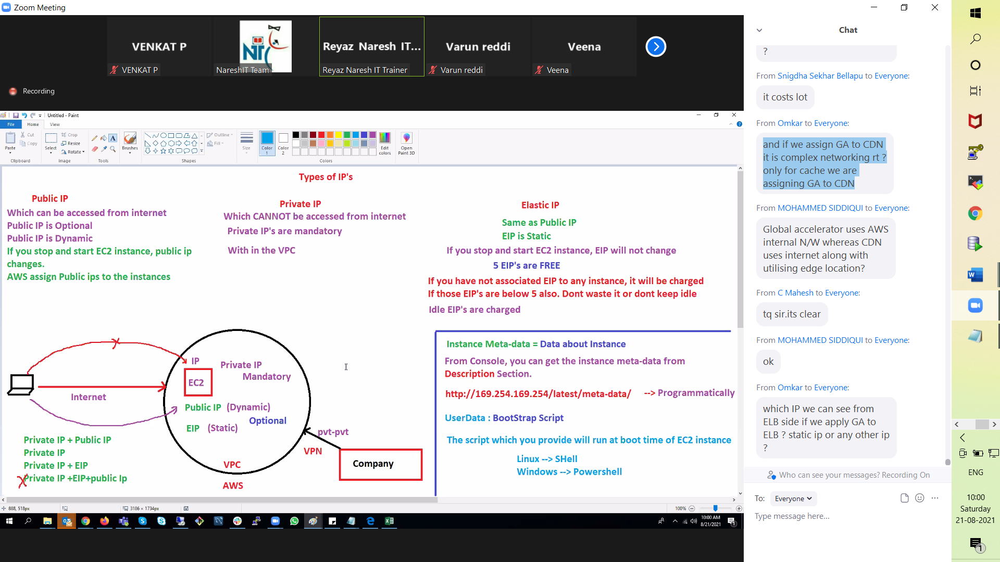 Zoom Meeting
VENKAT P
VENKAT P
NIT
NareshIT Team
Reyaz Naresh IT...
Reyaz Naresh IT Trainer
Varun reddi
Varun reddi
Veena
Veena
Recording
Untitled - Paint
File Home View
Paste Cut Copy
Clipboard
Select Crop Resize Rotate
Image
A
Tools
Brushes
Outline
Fill
Shapes
Size
Color 1
Color 2
Edit colors
Colors
Open Paint 3D
Types of IP's
Public IP
Which can be accessed from internet
Public IP is Optional
Public IP is Dynamic
If you stop and start EC2 instance, public ip
changes.
AWS assign Public ips to the instances
Private IP
Which CANNOT be accessed from internet
Private IP's are mandatory
With in the VPC
Elastic IP
Same as Public IP
EIP is Static
If you stop and start EC2 instance, EIP will not change
5 EIP's are FREE
If you have not associated EIP to any instance, it will be charged
If those EIP's are below 5 also. Dont waste it or dont keep idle
Idle EIP's are charged
Internet
IP
EC2
Private IP
Mandatory
Public IP (Dynamic)
Optional
EIP (Static)
VPC
AWS
pvt-pvt
VPN
Company
Private IP + Public IP
Private IP
Private IP + EIP
Private IP +EIP+public Ip
Instance Meta-data = Data about Instance
From Console, you can get the instance meta-data from
Description Section.
http://169.254.169.254/latest/meta-data/ --> Programmatically
UserData : BootStrap Script
The script which you provide will run at boot time of EC2 instance
Linux --> SHell
Windows --> Powershell
888, 518px
3186 × 1734px
100%
10:00 AM
8/21/2021
1
Chat
?
From Snigdha Sekhar Bellapu to Everyone:
it costs lot
From Omkar to Everyone:
and if we assign GA to CDN
it is complex networking rt ?
only for cache we are
assigning GA to CDN
From MOHAMMED SIDDIQUI to Everyone:
Global accelerator uses AWS
internal N/W whereas CDN
uses internet along with
utilising edge location?
From C Mahesh to Everyone:
tq sir.its clear
From MOHAMMED SIDDIQUI to Everyone:
ok
From Omkar to Everyone:
which IP we can see from
ELB side if we apply GA to
ELB ? static ip or any other ip
?
Who can see your messages? Recording On
To: Everyone
Type message here...
ENG
10:00
Saturday
21-08-2021
1